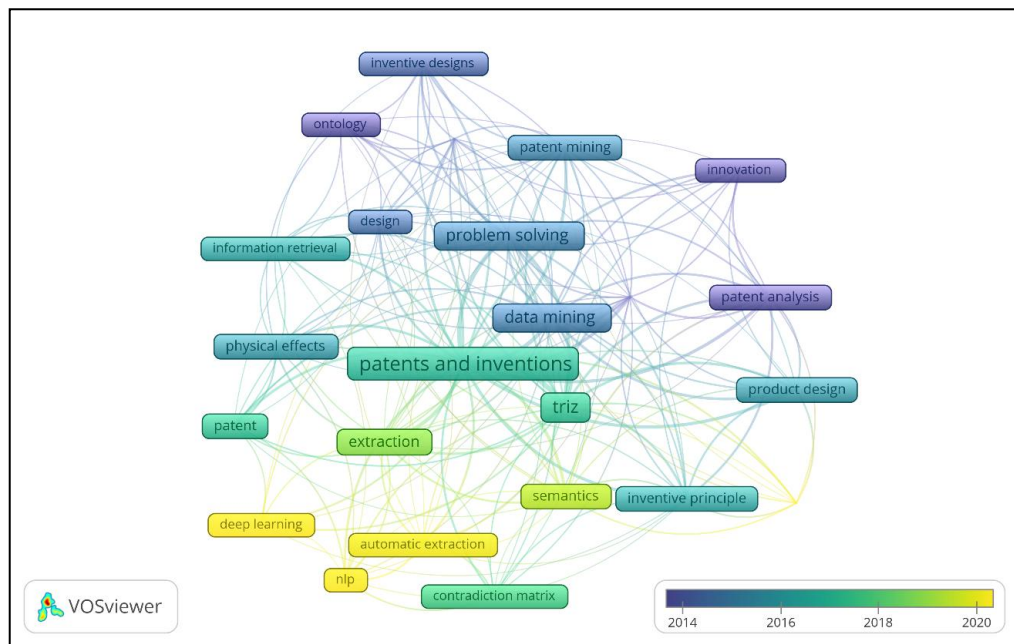 inventive designs
ontology
patent mining
innovation
design
problem solving
information retrieval
patent analysis
data mining
physical effects
patents and inventions
product design
triz
patent
extraction
semantics
inventive principle
deep learning
automatic extraction
nlp
contradiction matrix
VOSviewer
2014 2016 2018 2020